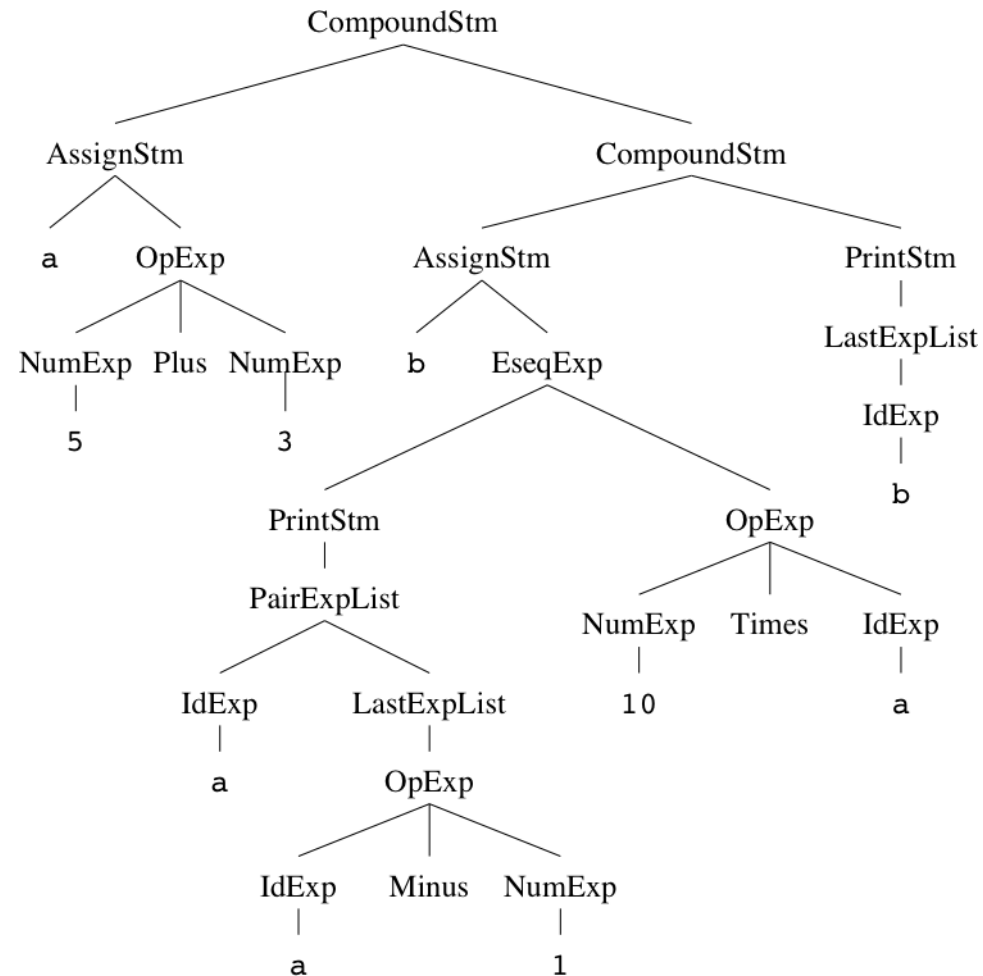 CompoundStm
AssignStm CompoundStm
a OpExp AssignStm PrintStm
NumExp Plus NumExp b EseqExp LastExpList
5 3 IdExp
b
PrintStm OpExp
PairExpList
NumExp Times IdExp
IdExp LastExpList 10 a
a OpExp
IdExp Minus NumExp
a 1